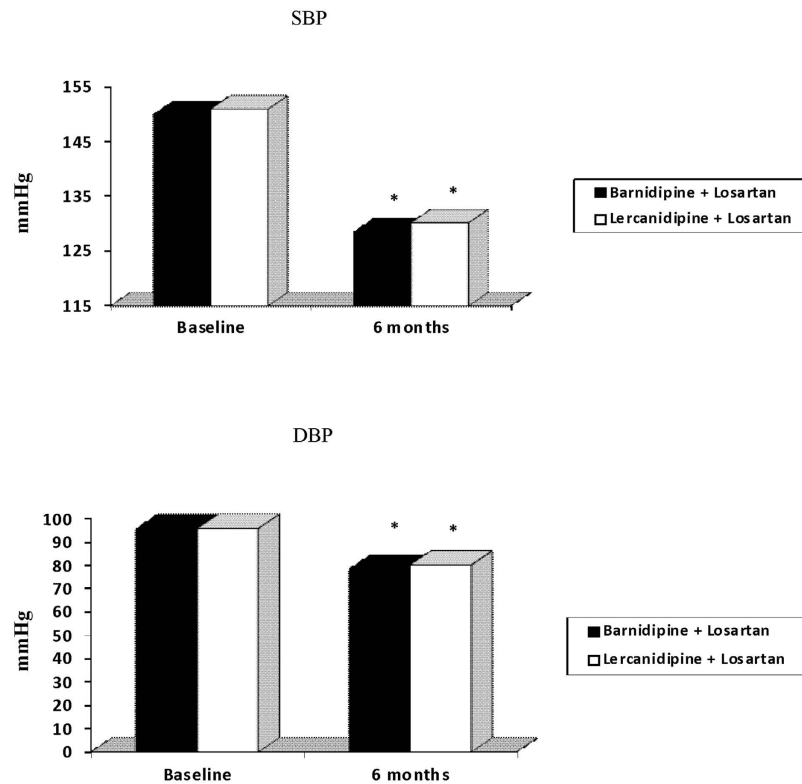 SBP
155
145
135
125
115
mmHg
* *
Baseline 6 months
Barnidipine + Losartan
Lercanidipine + Losartan
DBP
100
90
80
70
60
50
40
30
20
10
0
mmHg
* *
Baseline 6 months
Barnidipine + Losartan
Lercanidipine + Losartan